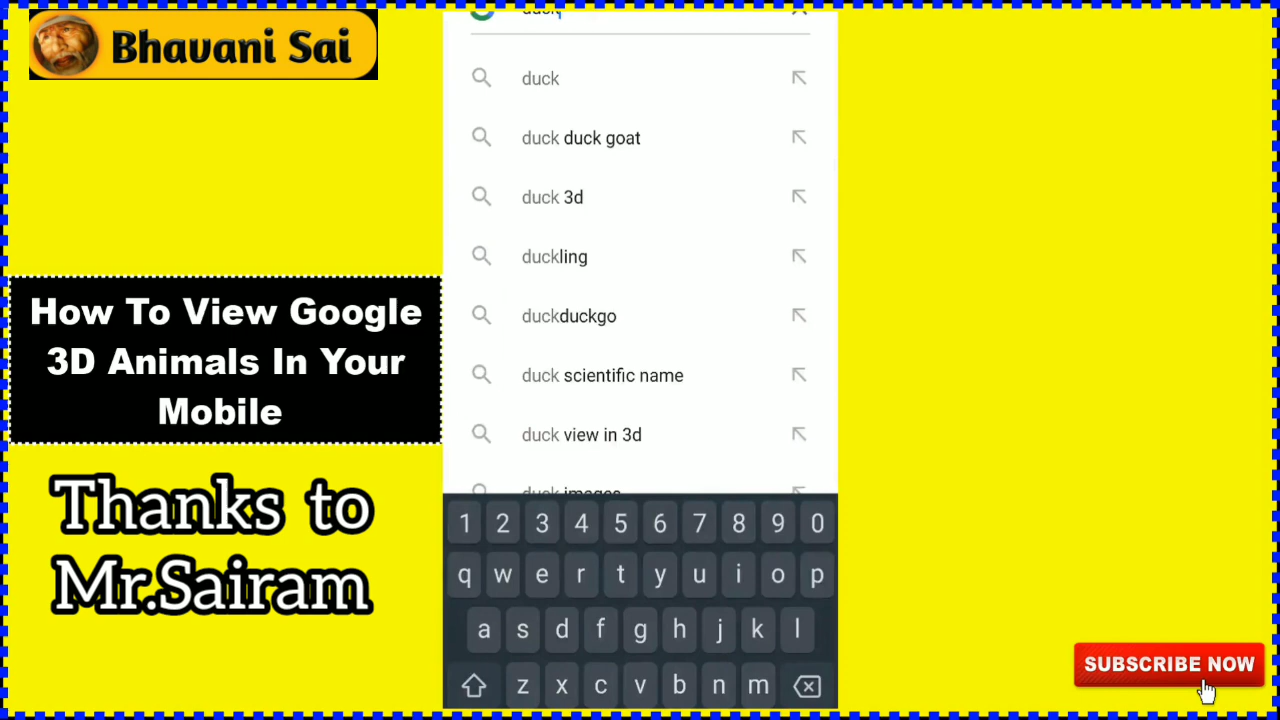 Bhavani Sai
How To View Google
3D Animals In Your
Mobile
Thanks to
Mr.Sairam
duck
duck duck goat
duck 3d
duckling
duckduckgo
duck scientific name
duck view in 3d
duck images
1 2 3 4 5 6 7 8 9 0
q w e r t y u i o p
a s d f g h j k l
z x c v b n m
SUBSCRIBE NOW